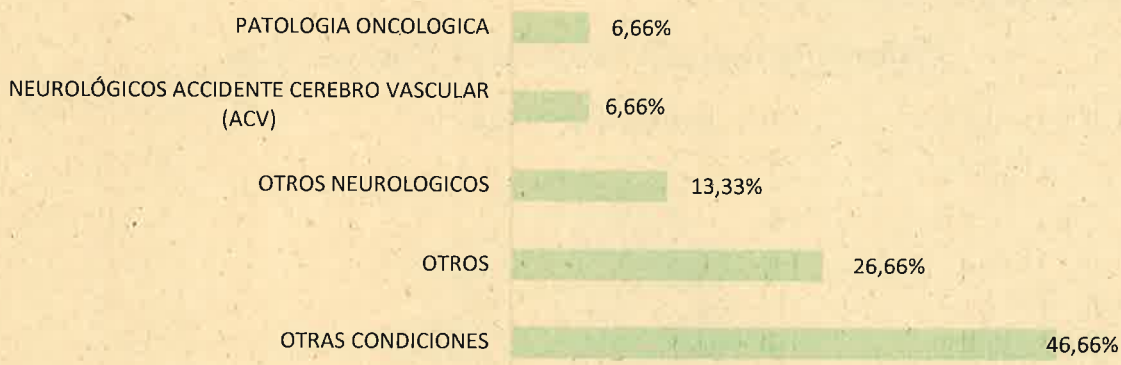 PATOLOGIA ONCOLOGICA 6,66%
NEUROLÓGICOS ACCIDENTE CEREBRO VASCULAR
(ACV) 6,66%
OTROS NEUROLOGICOS 13,33%
OTROS 26,66%
OTRAS CONDICIONES 46,66%